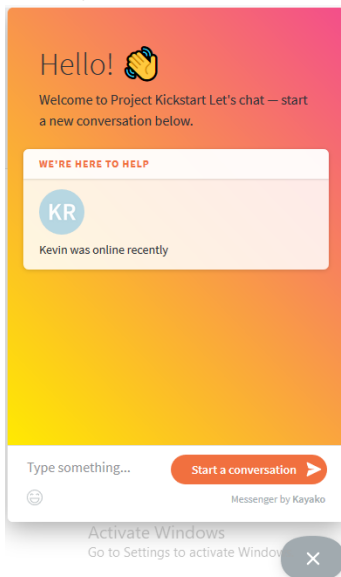 Hello! 👋
Welcome to Project Kickstart Let's chat — start
a new conversation below.
WE'RE HERE TO HELP
KR
Kevin was online recently
Type something...
Start a conversation
Messenger by Kayako
Activate Windows
Go to Settings to activate